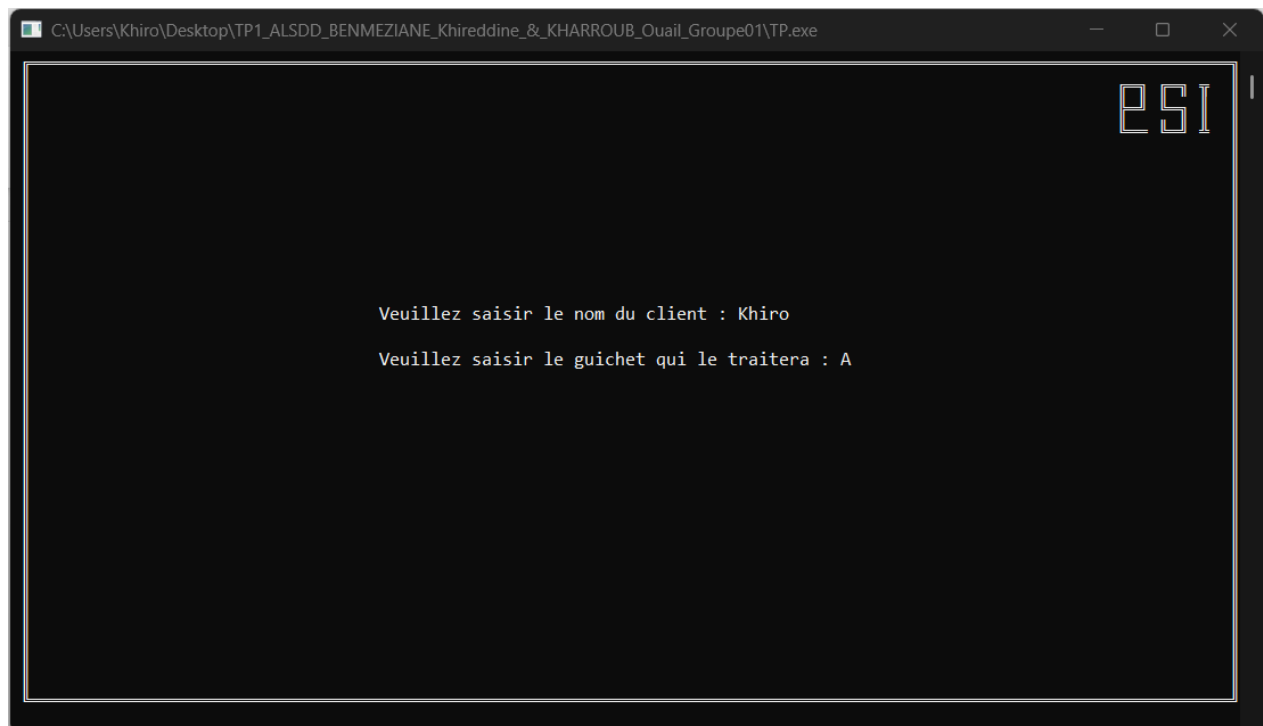 C:\Users\Khiro\Desktop\TP1_ALSDD_BENMEZIANE_Khireddine_&_KHARROUB_Ouail_Groupe01\TP.exe
esi
Veuillez saisir le nom du client : Khiro
Veuillez saisir le guichet qui le traitera : A